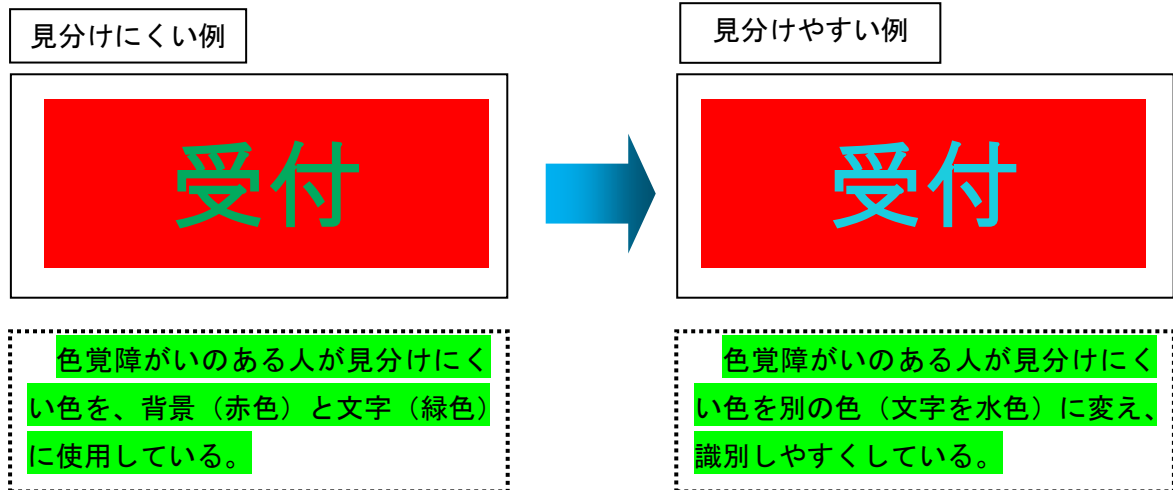 見分けにくい例
受付
色覚障がいのある人が見分けにく
い色を、背景（赤色）と文字（緑色）
に使用している。
見分けやすい例
受付
色覚障がいのある人が見分けにく
い色を別の色（文字を水色）に変え、
識別しやすくしている。